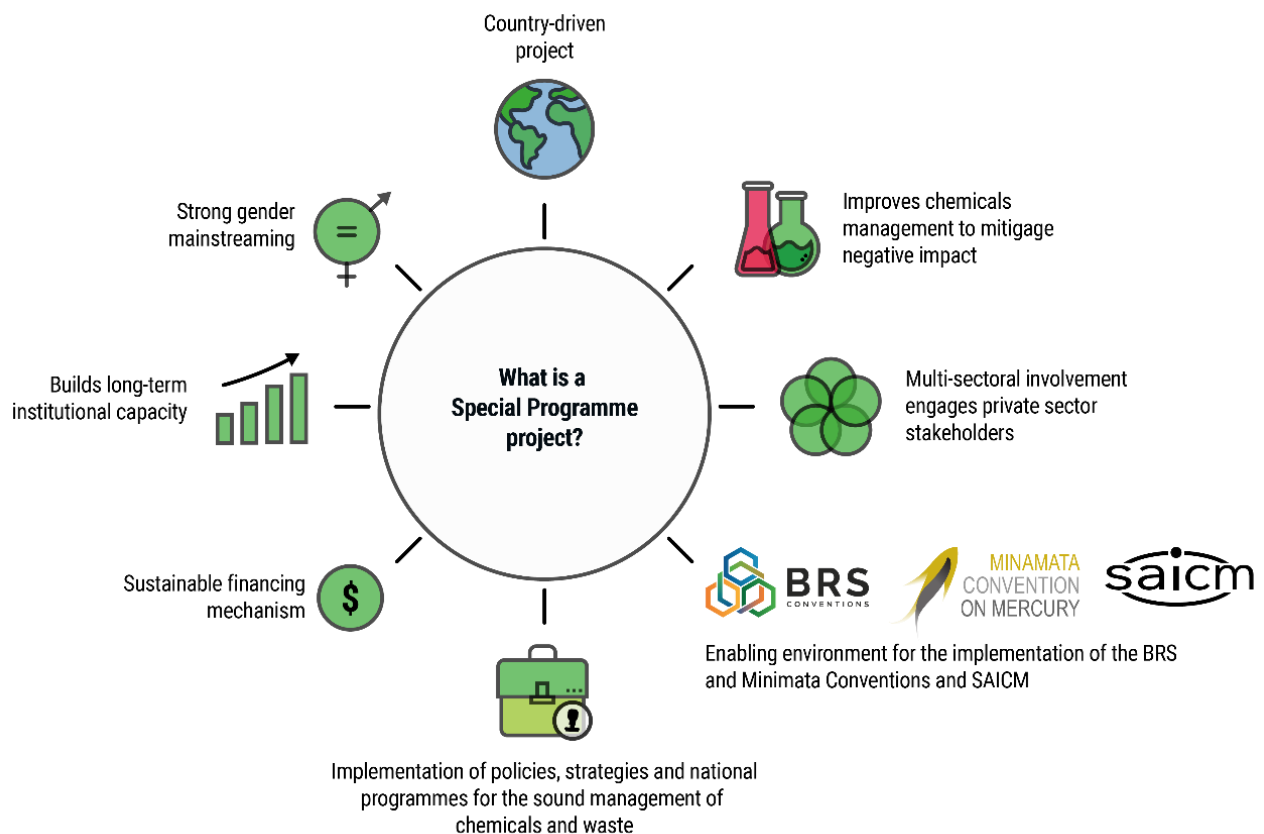 Country-driven
project
Strong gender
mainstreaming
=
Improves chemicals
management to mitigage
negative impact
Builds long-term
institutional capacity
What is a
Special Programme
project?
Multi-sectoral involvement
engages private sector
stakeholders
Sustainable financing
mechanism
$
BRS
CONVENTIONS
MINAMATA
CONVENTION
ON MERCURY
saicm
Enabling environment for the implementation of the BRS
and Minimata Conventions and SAICM
Implementation of policies, strategies and national
programmes for the sound management of
chemicals and waste